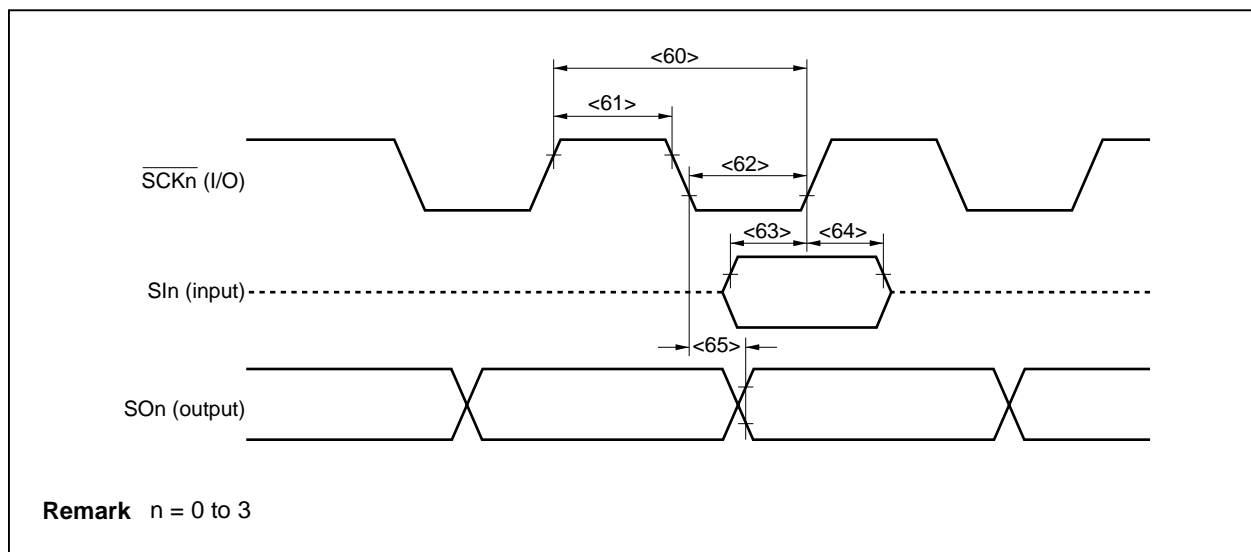 <60>
<61>
SCKn (I/O)
<62>
<63> <64>
SIn (input)
<65>
SOn (output)
Remark n = 0 to 3